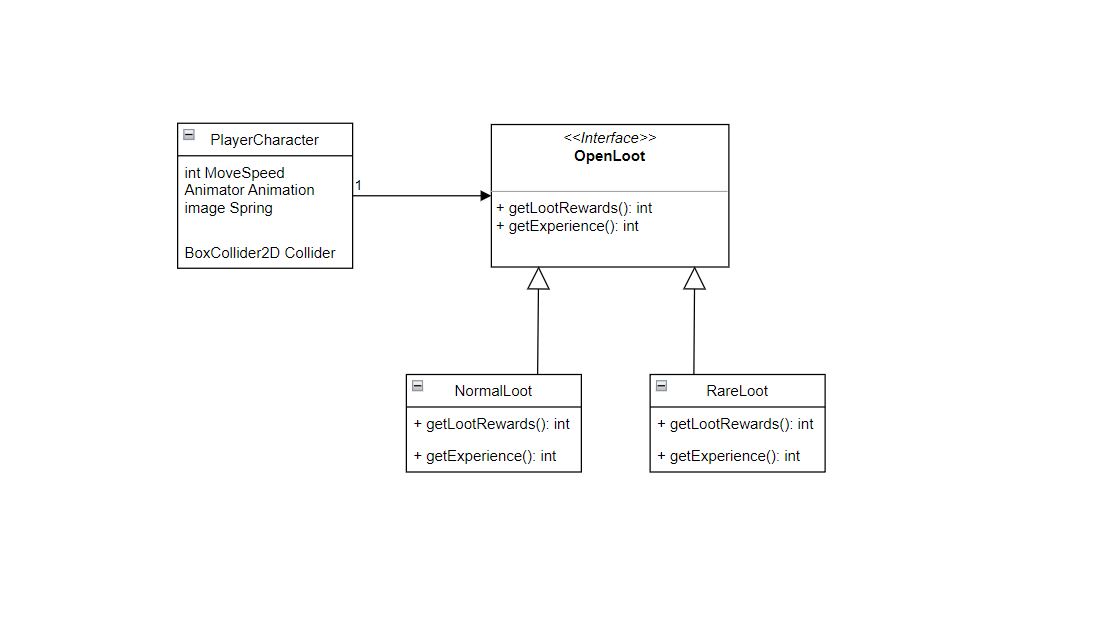 PlayerCharacter
int MoveSpeed
Animator Animation
image Spring
BoxCollider2D Collider
1
<<Interface>>
OpenLoot
+ getLootRewards(): int
+ getExperience(): int
NormalLoot
+ getLootRewards(): int
+ getExperience(): int
RareLoot
+ getLootRewards(): int
+ getExperience(): int